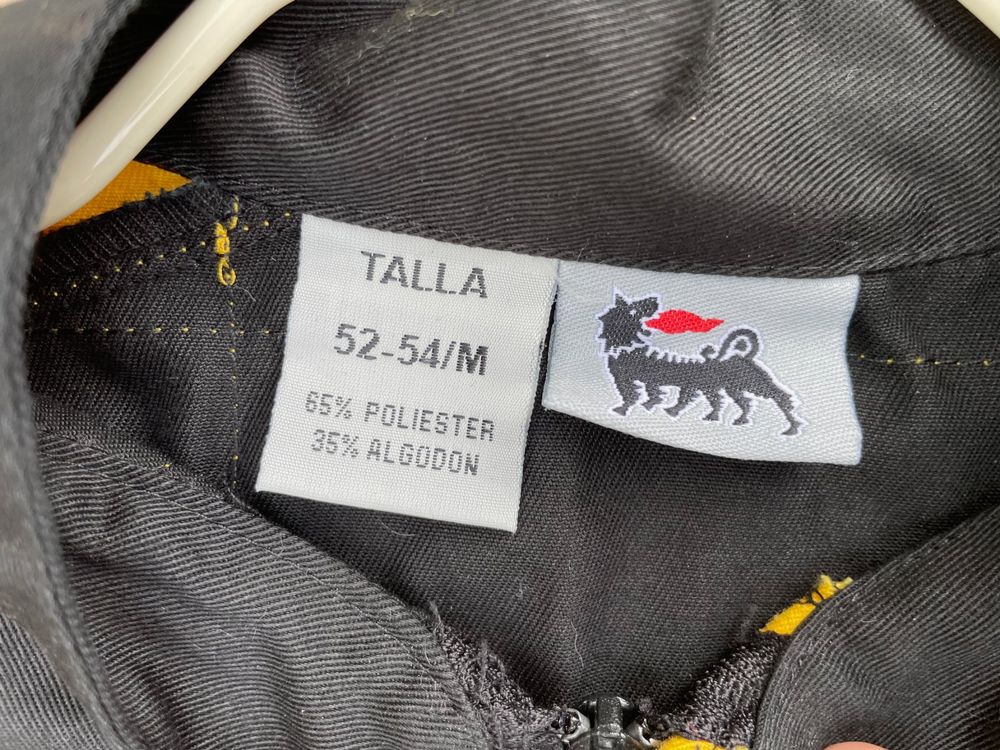 TALLA
52-54/M
65% POLIESTER
35% ALGODON